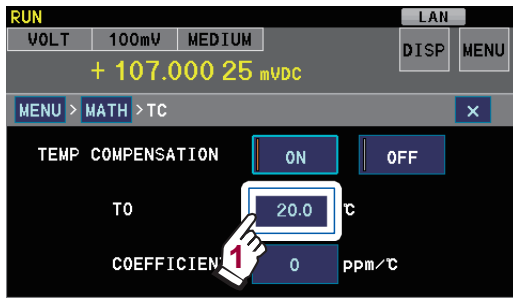 RUN LAN
VOLT 100mV MEDIUM DISP MENU
+ 107.000 25 mVDC
MENU > MATH >TC ×
TEMP COMPENSATION ON OFF
TO 20.0 ℃
1
COEFFICIENT 0 ppm/℃